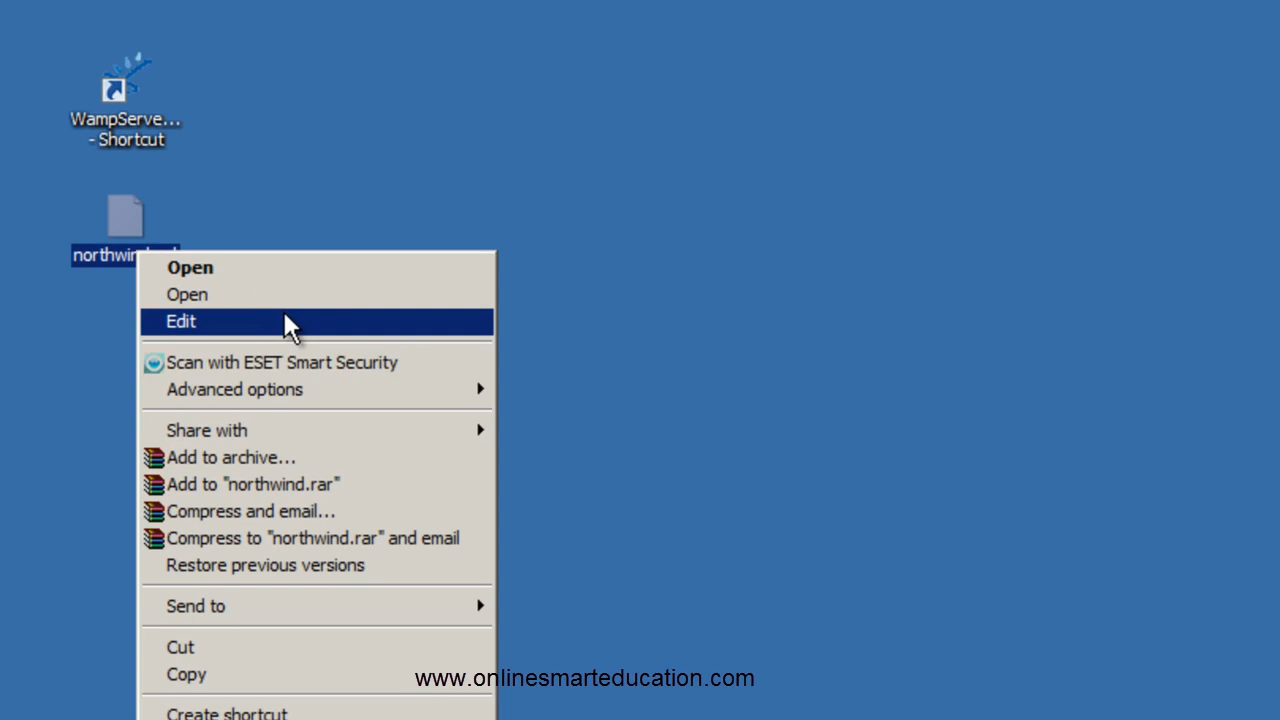 WampServe...
- Shortcut
northwind
Open
Open
Edit
Scan with ESET Smart Security
Advanced options
Share with
Add to archive...
Add to "northwind.rar"
Compress and email...
Compress to "northwind.rar" and email
Restore previous versions
Send to
Cut
Copy
www.onlinesmarteducation.com
Create shortcut